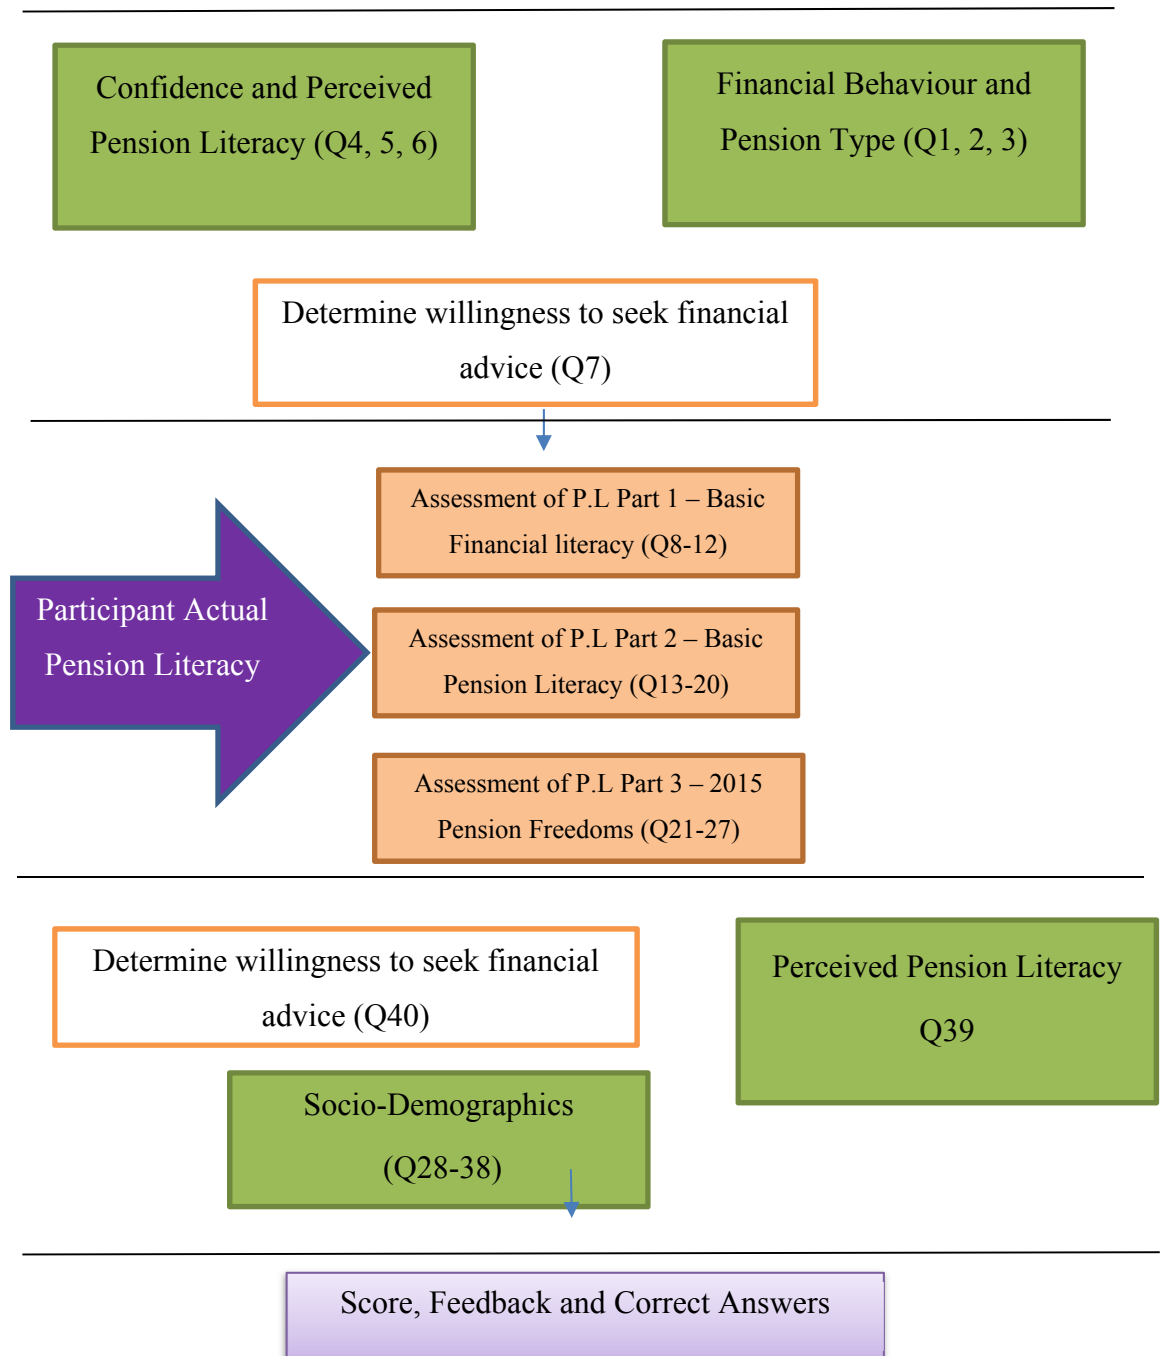 Confidence and Perceived
Pension Literacy (Q4, 5, 6)
Financial Behaviour and
Pension Type (Q1, 2, 3)
Determine willingness to seek financial
advice (Q7)
Assessment of P.L Part 1 – Basic
Financial literacy (Q8-12)
Participant Actual
Pension Literacy
Assessment of P.L Part 2 – Basic
Pension Literacy (Q13-20)
Assessment of P.L Part 3 – 2015
Pension Freedoms (Q21-27)
Determine willingness to seek financial
advice (Q40)
Perceived Pension Literacy
Q39
Socio-Demographics
(Q28-38)
Score, Feedback and Correct Answers